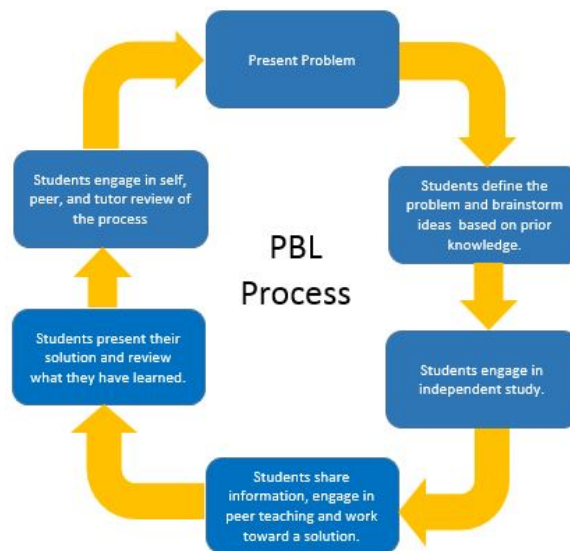 Present Problem
Students define the
problem and brainstorm
ideas based on prior
knowledge.
Students engage in
independent study.
Students share
information, engage in
peer teaching and work
toward a solution.
Students present their
solution and review
what they have learned.
Students engage in self,
peer, and tutor review of
the process
PBL
Process